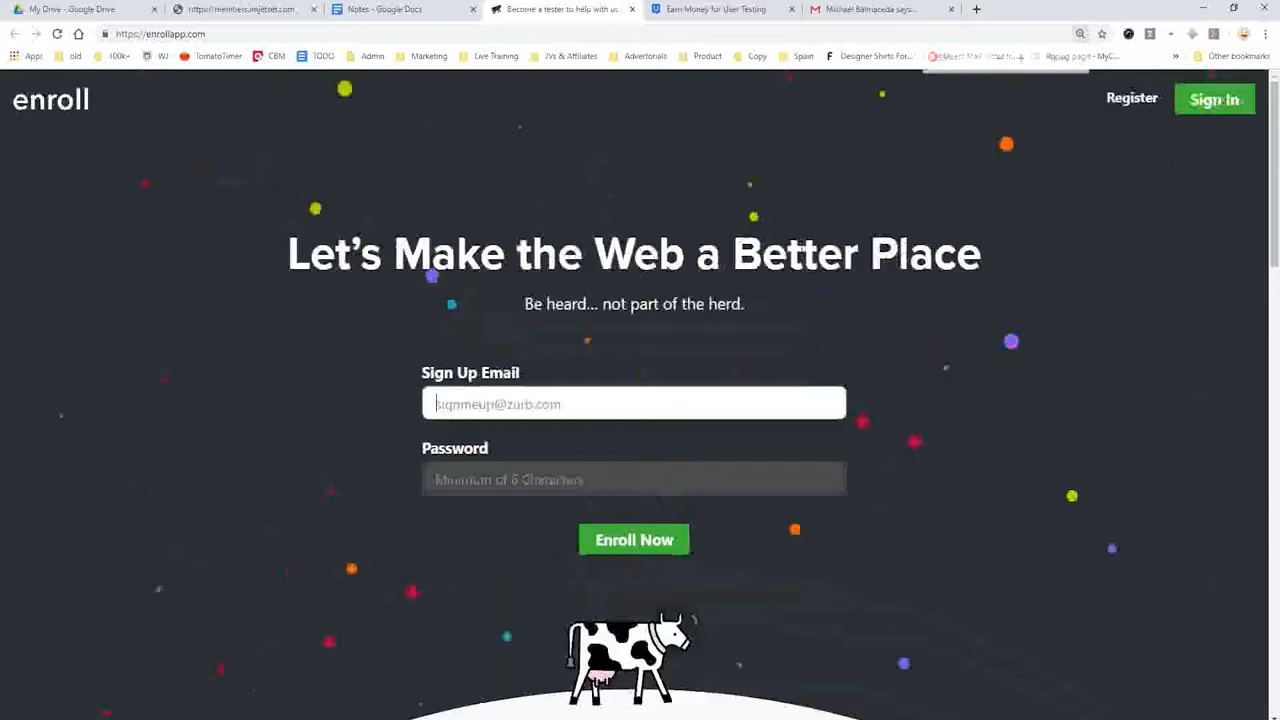 My Drive - Google Drive
https://members.imjetset.com
Notes - Google Docs
Become a tester to help with us
Earn Money for User Testing
Michael Balmaceda says...
https://enrollapp.com
Apps
old
100k+
WJ
TomatoTimer
CBM
TODO
Admin
Marketing
Live Training
JVs & Affiliates
Advertorials
Product
Copy
Spain
Designer Shirts For...
Other bookmarks
enroll
Register
Sign In
Let's Make the Web a Better Place
Be heard... not part of the herd.
Sign Up Email
signmeup@zurb.com
Password
Minimum of 6 Characters
Enroll Now